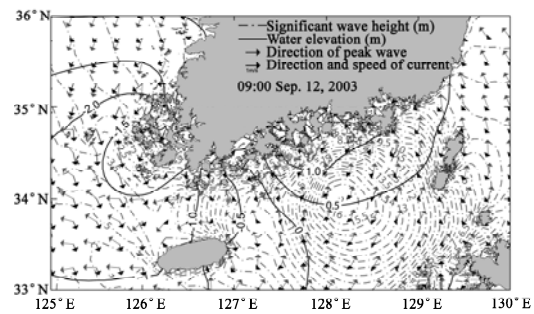 36°N
Significant wave height (m)
Water elevation (m)
Direction of peak wave
Direction and speed of current
09:00 Sep. 12, 2003
35°N
2.0
1.0
34°N
0.5
1.0
0.5
0
33°N
125°E 126°E 127°E 128°E 129°E 130°E